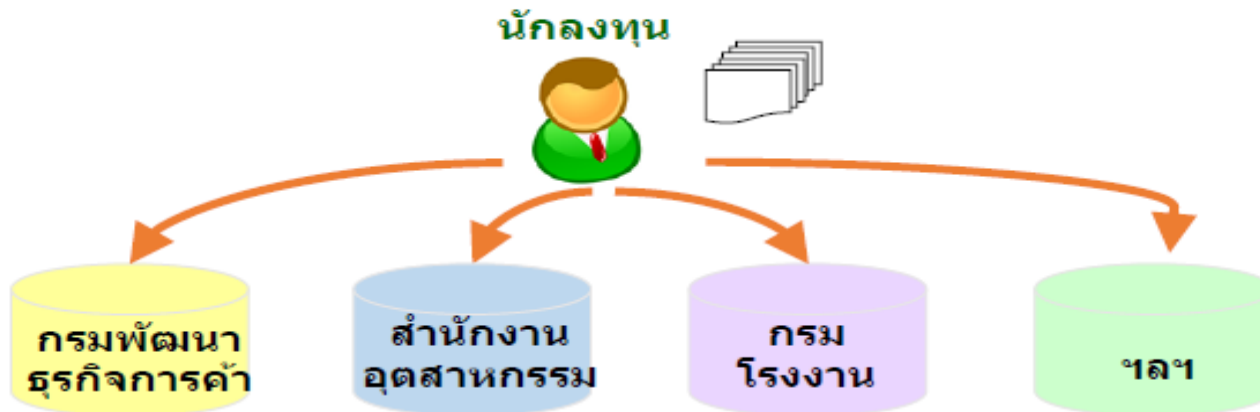 นักลงทุน
กรมพัฒนา
ธุรกิจการค้า
สำนักงาน
อุตสาหกรรม
กรม
โรงงาน
ฯลฯ